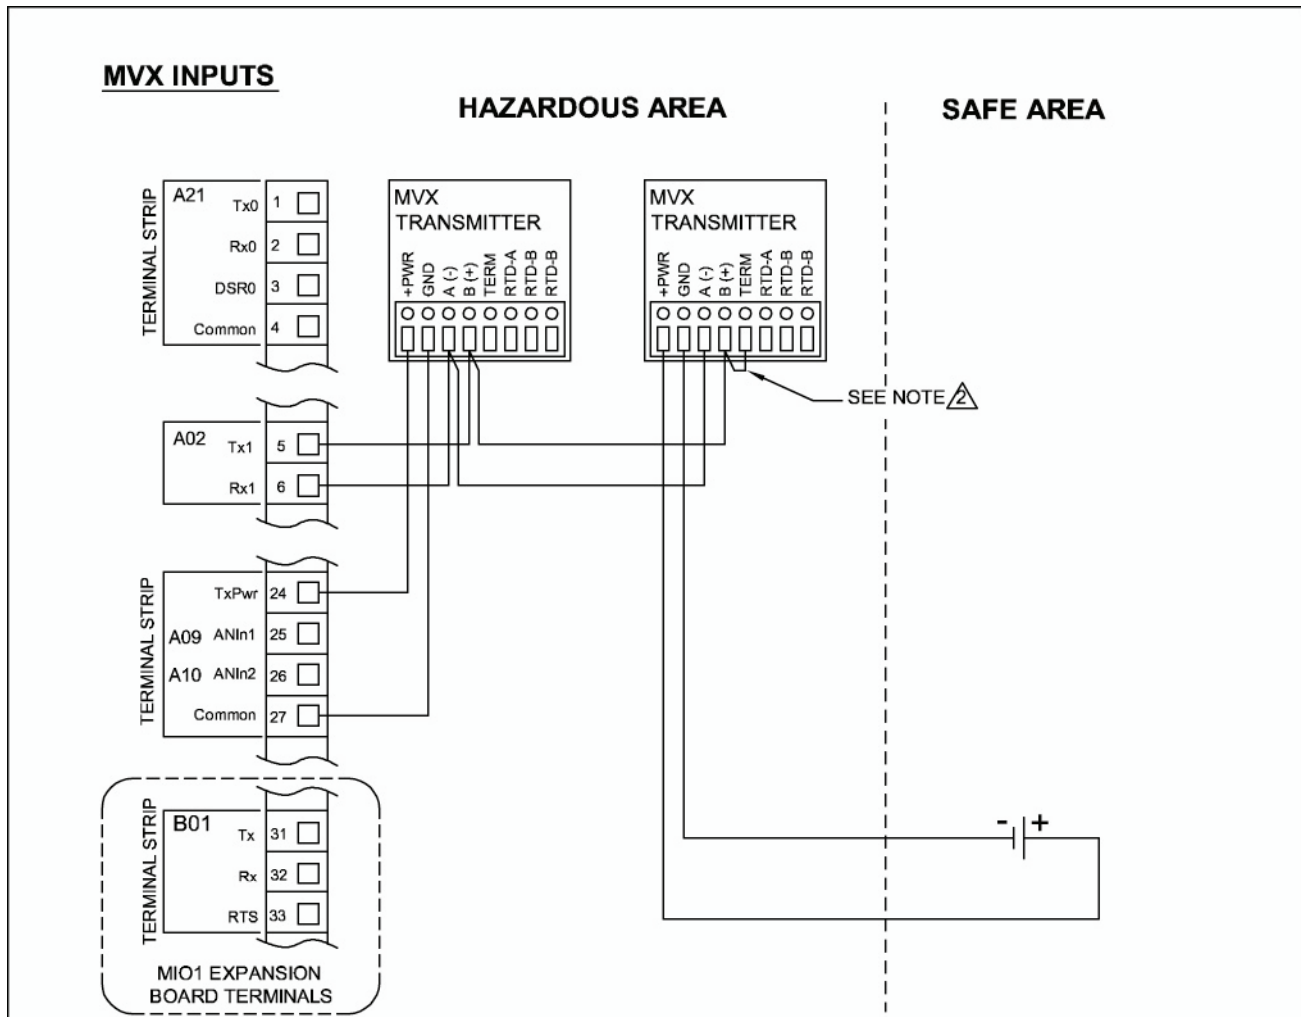 MVX INPUTS
HAZARDOUS AREA
SAFE AREA
TERMINAL STRIP
A21
Tx0 1
Rx0 2
DSR0 3
Common 4
MVX
TRANSMITTER
+PWR
GND
A (-)
B (+)
TERM
RTD-A
RTD-B
RTD-B
MVX
TRANSMITTER
+PWR
GND
A (-)
B (+)
TERM
RTD-A
RTD-B
RTD-B
SEE NOTE 2
A02
Tx1 5
Rx1 6
TERMINAL STRIP
TxPwr 24
A09 ANIn1 25
A10 ANIn2 26
Common 27
- +
TERMINAL STRIP
B01
Tx 31
Rx 32
RTS 33
MIO1 EXPANSION
BOARD TERMINALS